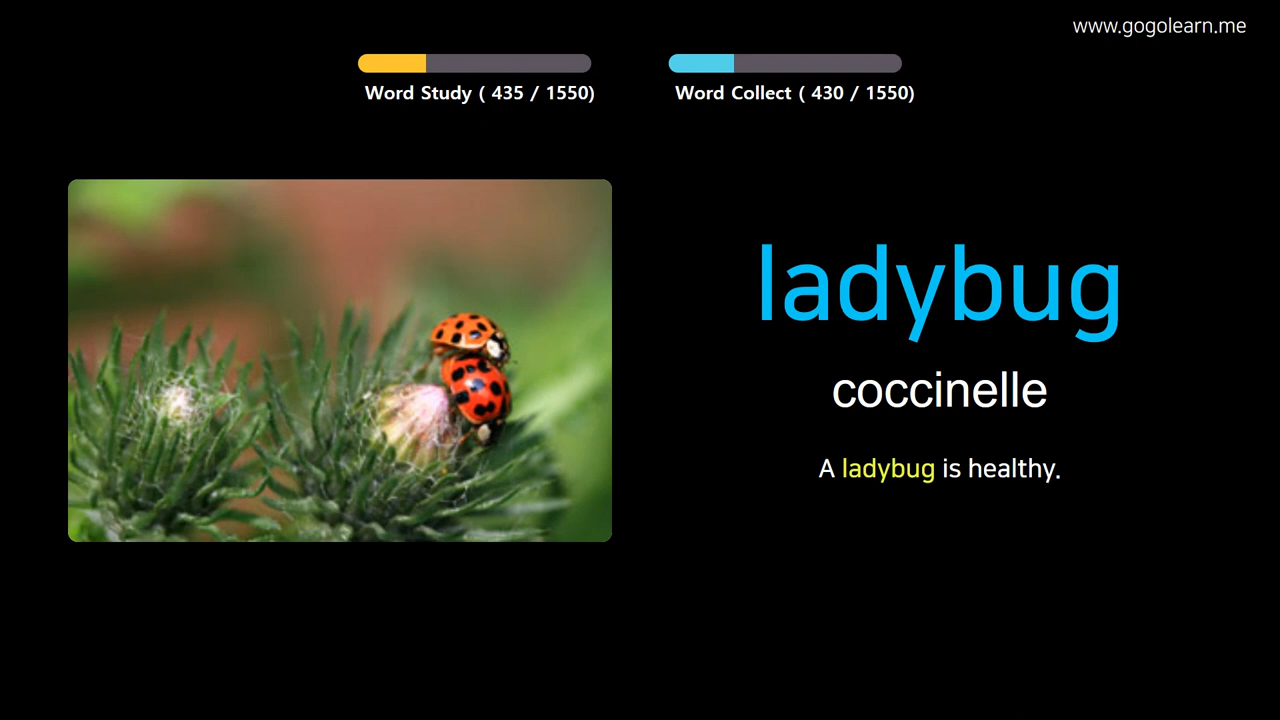 www.gogolearn.me
Word Study ( 435 / 1550)
Word Collect ( 430 / 1550)
ladybug
coccinelle
A ladybug is healthy.